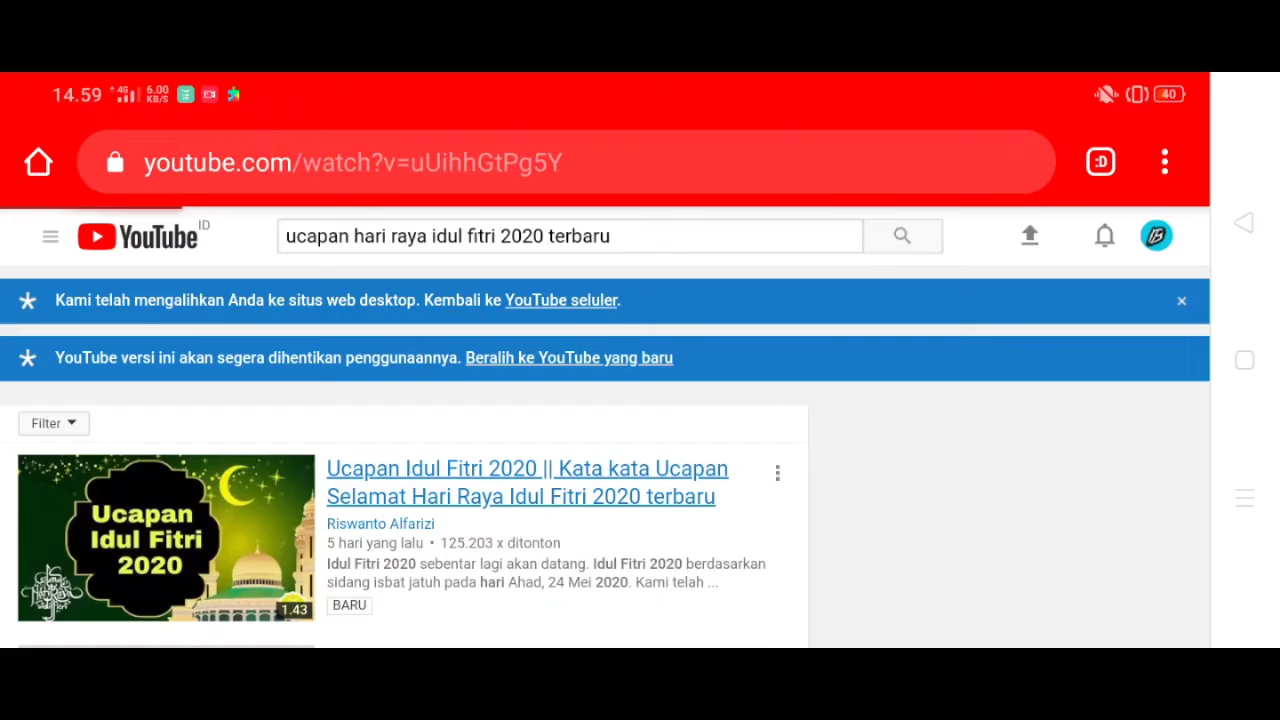 14.59 4G 6.00 KB/S 40
youtube.com/watch?v=uUihhGtPg5Y :D
YouTube ID ucapan hari raya idul fitri 2020 terbaru
Kami telah mengalihkan Anda ke situs web desktop. Kembali ke YouTube seluler.
YouTube versi ini akan segera dihentikan penggunaannya. Beralih ke YouTube yang baru
Filter
Ucapan
Idul Fitri
2020
1.43
Ucapan Idul Fitri 2020 || Kata kata Ucapan
Selamat Hari Raya Idul Fitri 2020 terbaru
Riswanto Alfarizi
5 hari yang lalu • 125.203 x ditonton
Idul Fitri 2020 sebentar lagi akan datang. Idul Fitri 2020 berdasarkan
sidang isbat jatuh pada hari Ahad, 24 Mei 2020. Kami telah ...
BARU